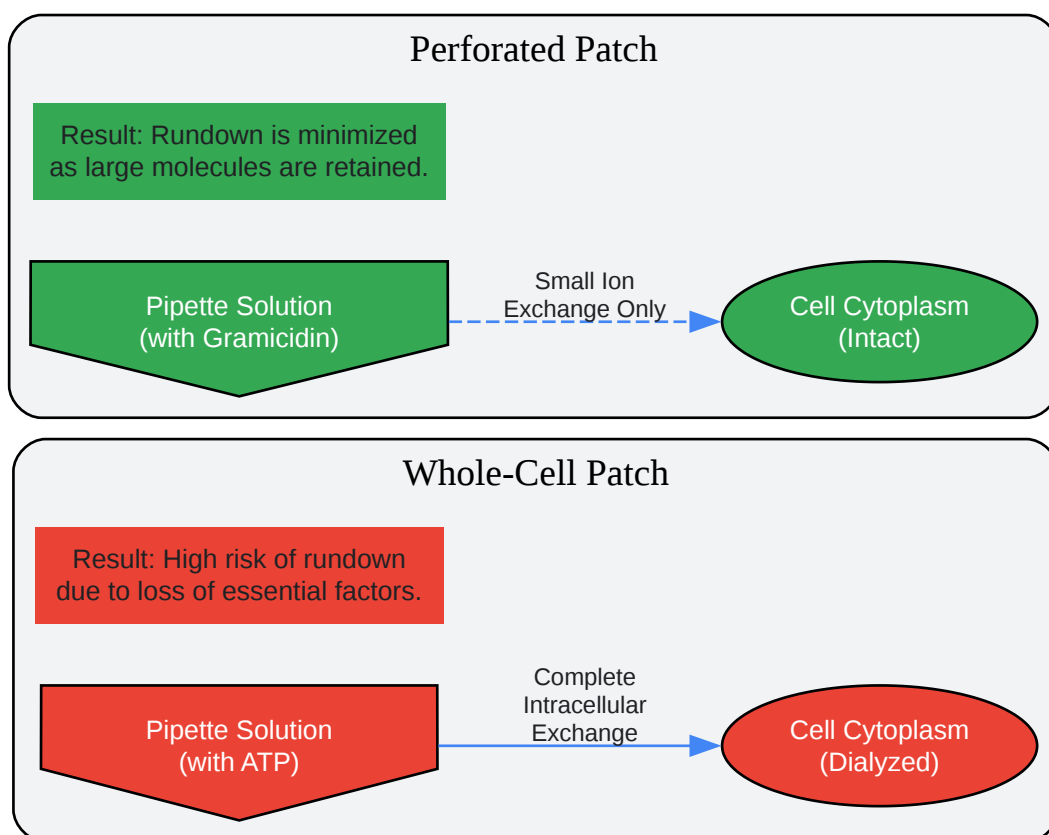 Perforated Patch
Result: Rundown is minimized
as large molecules are retained.
Pipette Solution
(with Gramicidin)
Small Ion
Exchange Only
Cell Cytoplasm
(Intact)
Whole-Cell Patch
Result: High risk of rundown
due to loss of essential factors.
Pipette Solution
(with ATP)
Complete
Intracellular
Exchange
Cell Cytoplasm
(Dialyzed)